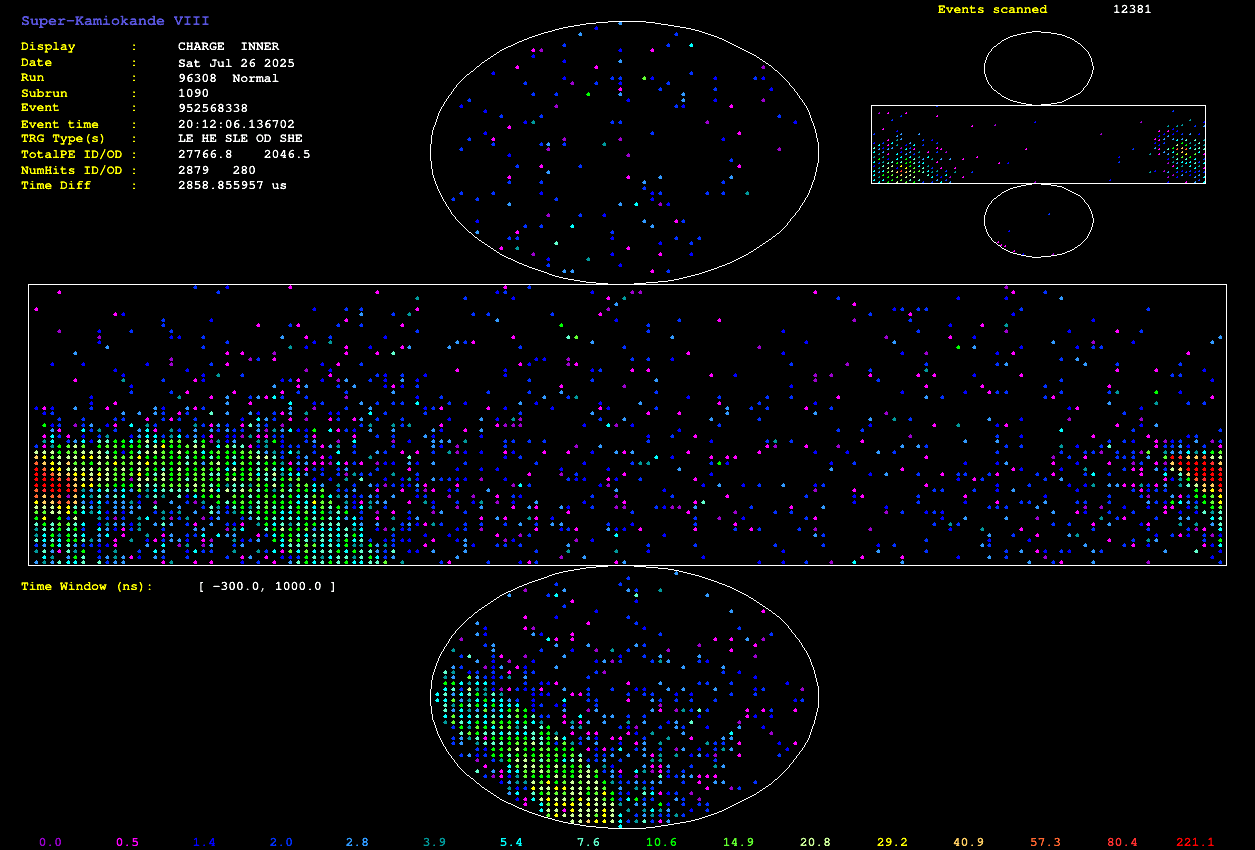 Super-Kamiokande VIII
Events scanned 12381
Display : CHARGE INNER
Date : Sat Jul 26 2025
Run : 96308 Normal
Subrun : 1090
Event : 952568338
Event time : 20:12:06.136702
TRG Type(s) : LE HE SLE OD SHE
TotalPE ID/OD : 27766.8 2046.5
NumHits ID/OD : 2879 280
Time Diff : 2858.855957 us
Time Window (ns): [ -300.0, 1000.0 ]
0.0 0.5 1.4 2.0 2.8 3.9 5.4 7.6 10.6 14.9 20.8 29.2 40.9 57.3 80.4 221.1